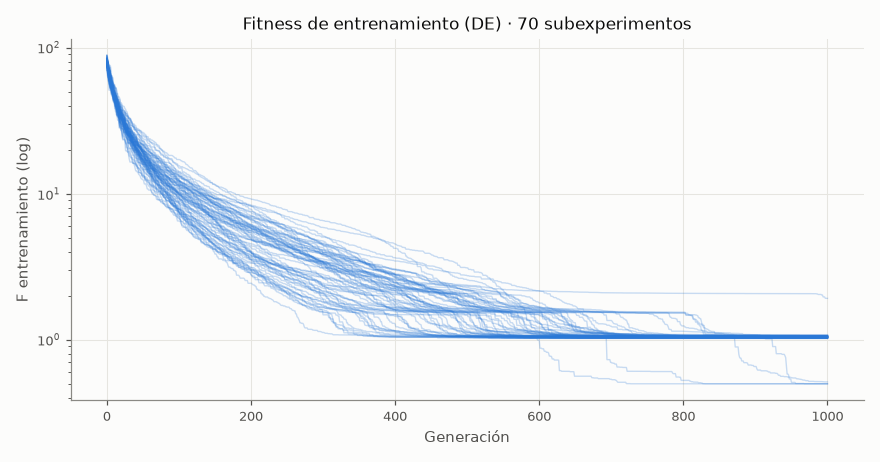 Fitness de entrenamiento (DE) · 70 subexperimentos
F entrenamiento (log)
10²
10¹
10⁰
0 200 400 600 800 1000
Generación